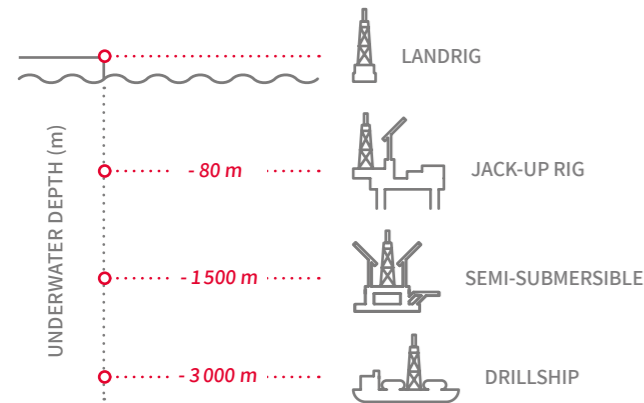 LANDRIG
UNDERWATER DEPTH (m)
- 80 m
JACK-UP RIG
- 1500 m
SEMI-SUBMERSIBLE
- 3000 m
DRILLSHIP